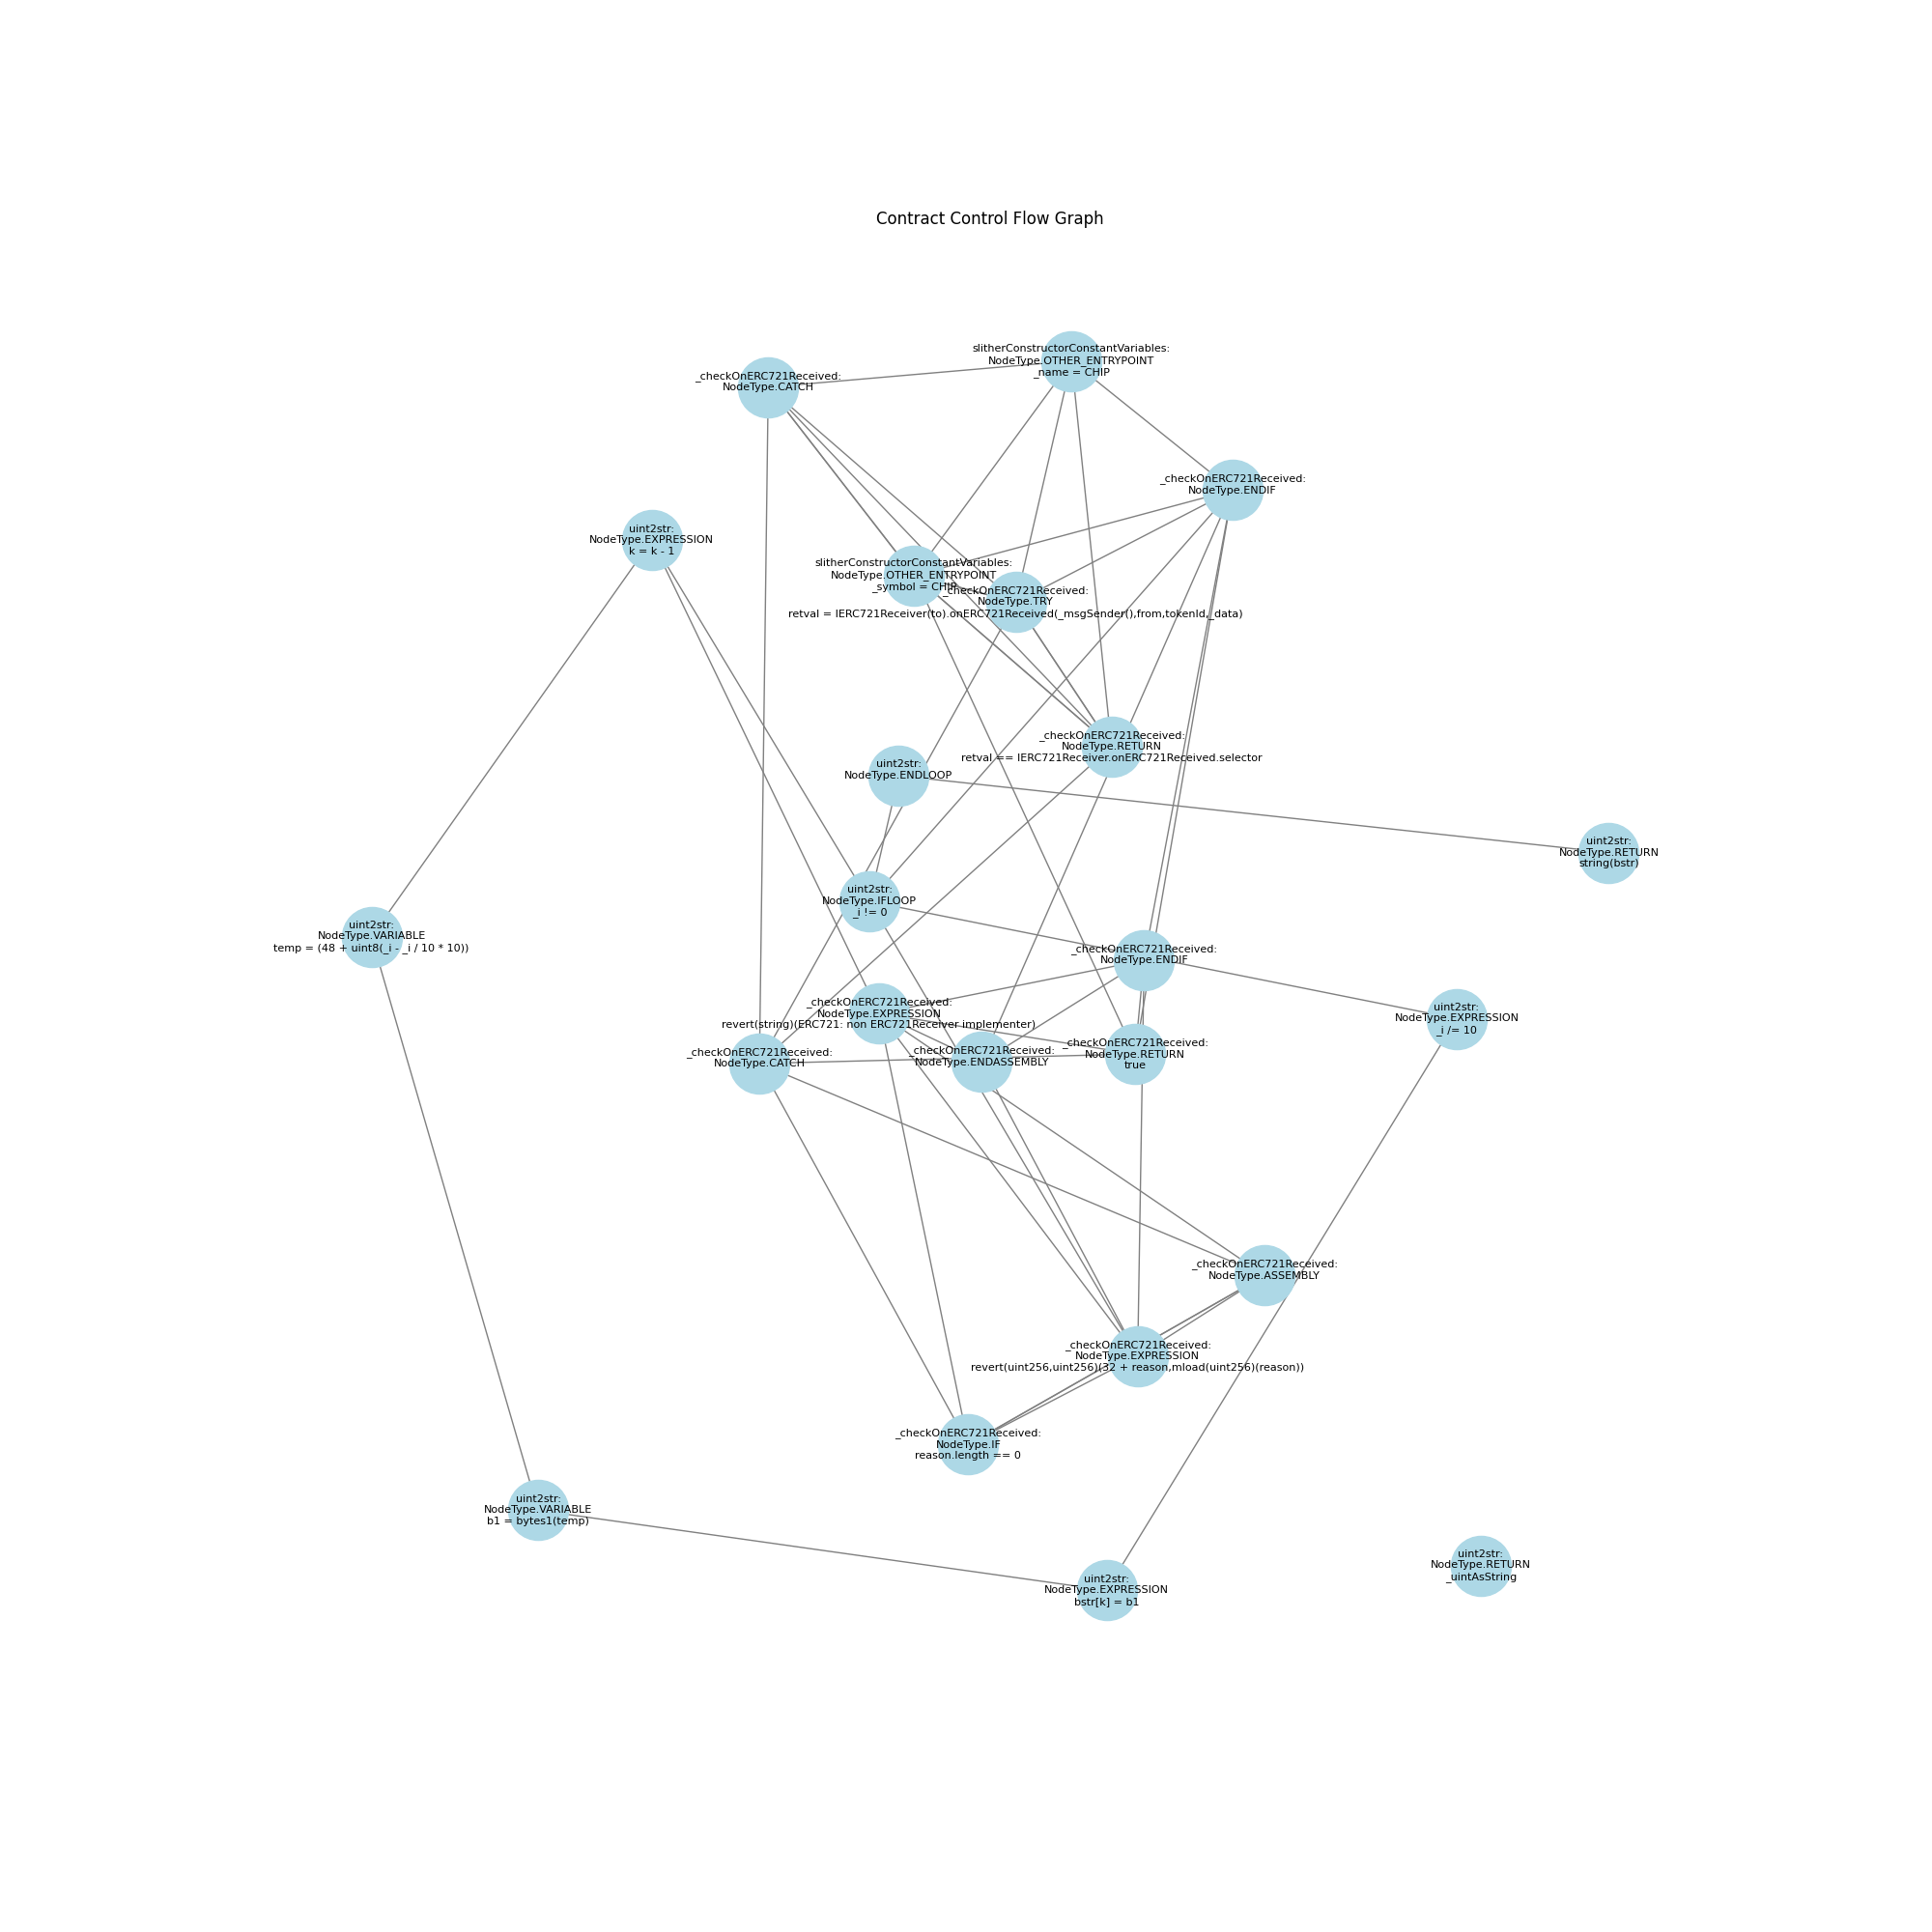 Contract Control Flow Graph
slitherConstructorConstantVariables:
NodeType.OTHER_ENTRYPOINT
_name = CHIP
_checkOnERC721Received:
NodeType.CATCH
_checkOnERC721Received:
NodeType.ENDIF
uint2str:
NodeType.EXPRESSION
k = k - 1
slitherConstructorConstantVariables:
NodeType.OTHER_ENTRYPOINT
_symbol = CHIP
_checkOnERC721Received:
NodeType.TRY
retval = IERC721Receiver(to).onERC721Received(_msgSender(),from,tokenId,_data)
_checkOnERC721Received:
NodeType.RETURN
retval == IERC721Receiver.onERC721Received.selector
uint2str:
NodeType.ENDLOOP
uint2str:
NodeType.RETURN
string(bstr)
uint2str:
NodeType.IFLOOP
_i != 0
uint2str:
NodeType.VARIABLE
temp = (48 + uint8(_i - _i / 10 * 10))
_checkOnERC721Received:
NodeType.ENDIF
_checkOnERC721Received:
NodeType.EXPRESSION
revert(string)(ERC721: non ERC721Receiver implementer)
uint2str:
NodeType.EXPRESSION
_i /= 10
_checkOnERC721Received:
NodeType.CATCH
_checkOnERC721Received:
NodeType.ENDASSEMBLY
_checkOnERC721Received:
NodeType.RETURN
true
_checkOnERC721Received:
NodeType.ASSEMBLY
_checkOnERC721Received:
NodeType.EXPRESSION
revert(uint256,uint256)(32 + reason,mload(uint256)(reason))
_checkOnERC721Received:
NodeType.IF
reason.length == 0
uint2str:
NodeType.VARIABLE
b1 = bytes1(temp)
uint2str:
NodeType.RETURN
_uintAsString
uint2str:
NodeType.EXPRESSION
bstr[k] = b1